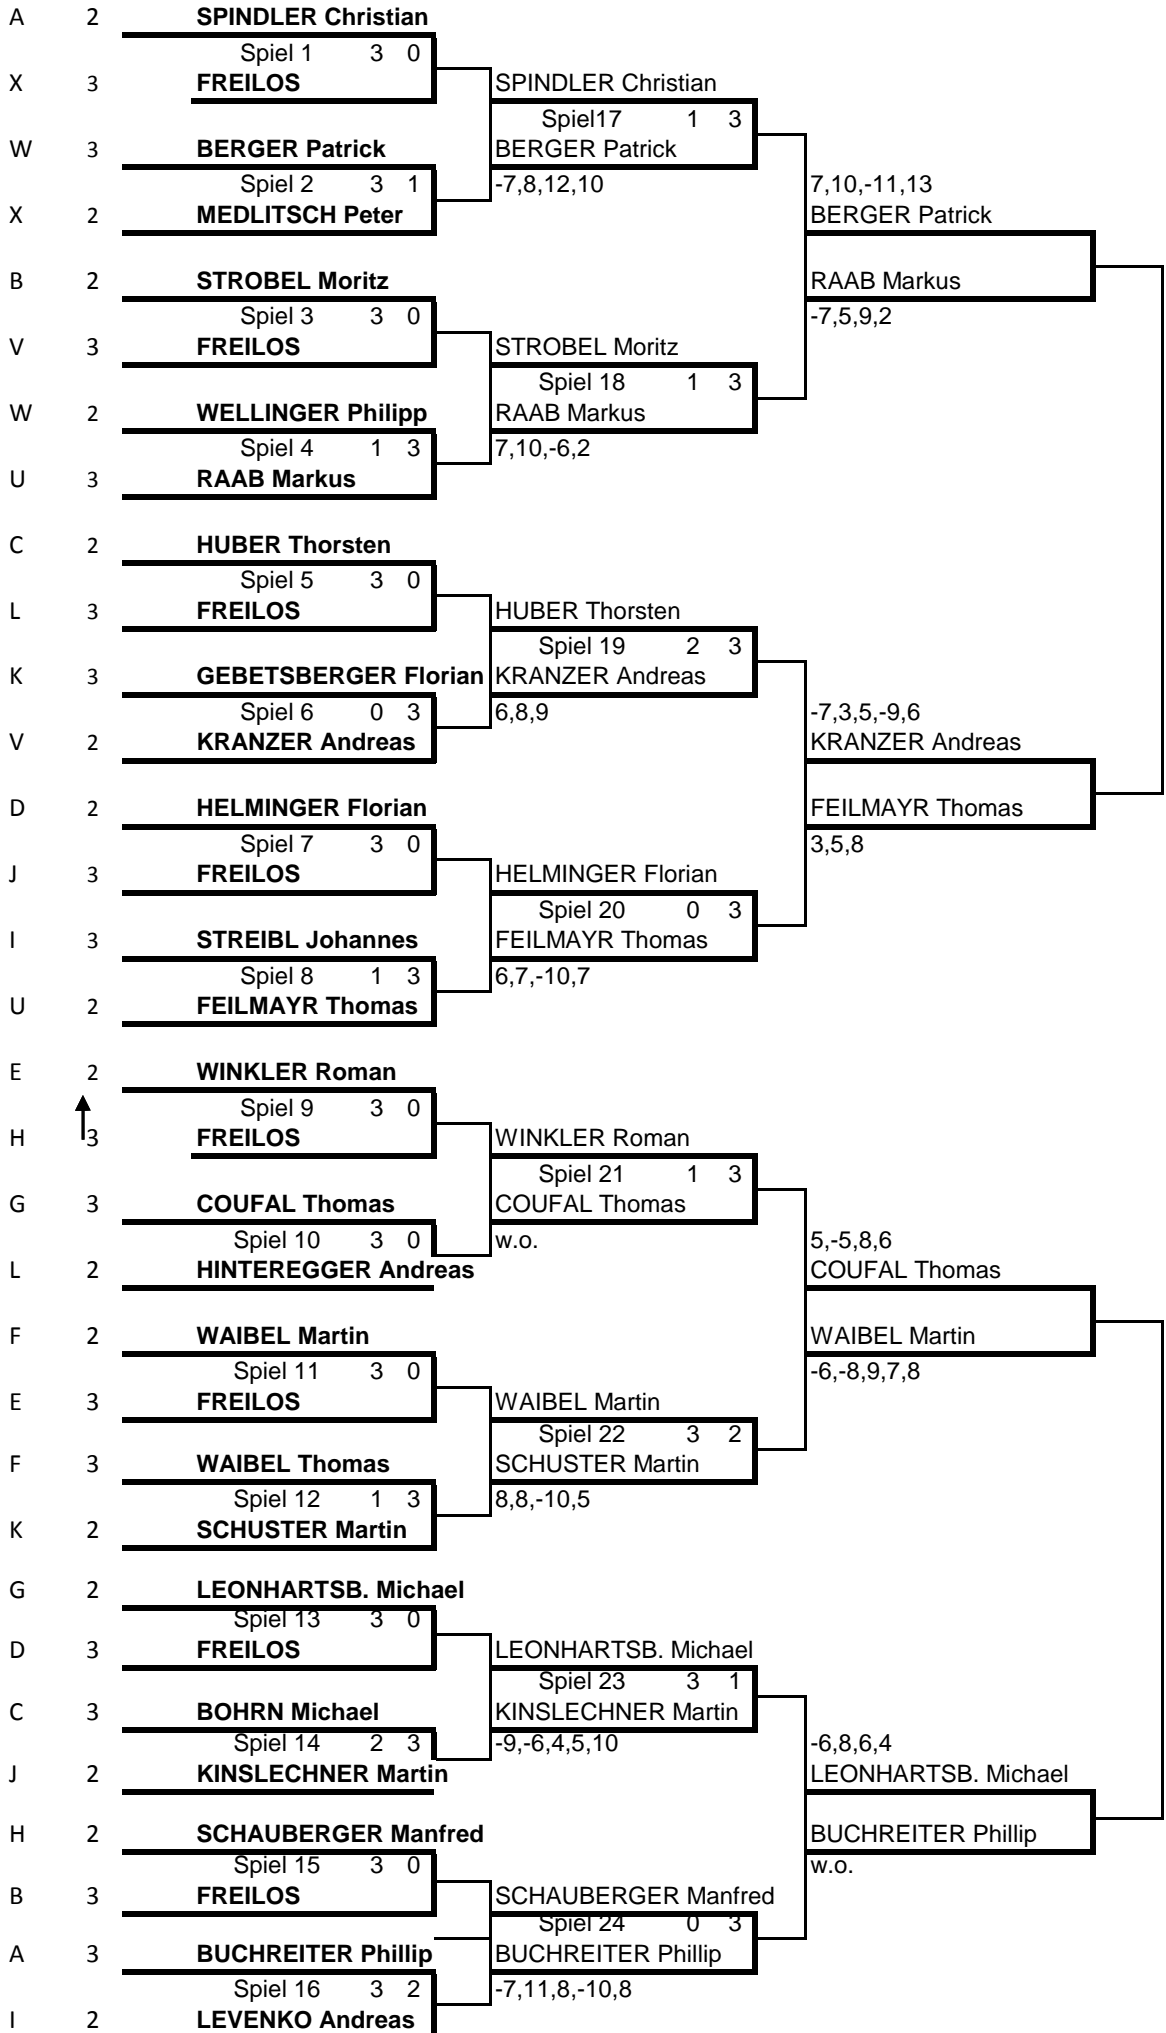 A 2 SPINDLER Christian
Spiel 1 3 0
X 3 FREILOS SPINDLER Christian
Spiel17 1 3
W 3 BERGER Patrick BERGER Patrick
Spiel 2 3 1 -7,8,12,10 7,10,-11,13
X 2 MEDLITSCH Peter BERGER Patrick
B 2 STROBEL Moritz RAAB Markus
Spiel 3 3 0 -7,5,9,2
V 3 FREILOS STROBEL Moritz
Spiel 18 1 3
W 2 WELLINGER Philipp RAAB Markus
Spiel 4 1 3 7,10,-6,2
U 3 RAAB Markus
C 2 HUBER Thorsten
Spiel 5 3 0
L 3 FREILOS HUBER Thorsten
Spiel 19 2 3
K 3 GEBETSBERGER Florian KRANZER Andreas
Spiel 6 0 3 6,8,9 -7,3,5,-9,6
V 2 KRANZER Andreas KRANZER Andreas
D 2 HELMINGER Florian FEILMAYR Thomas
Spiel 7 3 0 3,5,8
J 3 FREILOS HELMINGER Florian
Spiel 20 0 3
I 3 STREIBL Johannes FEILMAYR Thomas
Spiel 8 1 3 6,7,-10,7
U 2 FEILMAYR Thomas
E 2 WINKLER Roman
Spiel 9 3 0
H 3 FREILOS WINKLER Roman
Spiel 21 1 3
G 3 COUFAL Thomas COUFAL Thomas
Spiel 10 3 0 w.o. 5,-5,8,6
L 2 HINTEREGGER Andreas COUFAL Thomas
F 2 WAIBEL Martin WAIBEL Martin
Spiel 11 3 0 -6,-8,9,7,8
E 3 FREILOS WAIBEL Martin
Spiel 22 3 2
F 3 WAIBEL Thomas SCHUSTER Martin
Spiel 12 1 3 8,8,-10,5
K 2 SCHUSTER Martin
G 2 LEONHARTSB. Michael
Spiel 13 3 0
D 3 FREILOS LEONHARTSB. Michael
Spiel 23 3 1
C 3 BOHRN Michael KINSLECHNER Martin
Spiel 14 2 3 -9,-6,4,5,10 -6,8,6,4
J 2 KINSLECHNER Martin LEONHARTSB. Michael
H 2 SCHAUBERGER Manfred BUCHREITER Phillip
Spiel 15 3 0 w.o.
B 3 FREILOS SCHAUBERGER Manfred
Spiel 24 0 3
A 3 BUCHREITER Phillip BUCHREITER Phillip
Spiel 16 3 2 -7,11,8,-10,8
I 2 LEVENKO Andreas